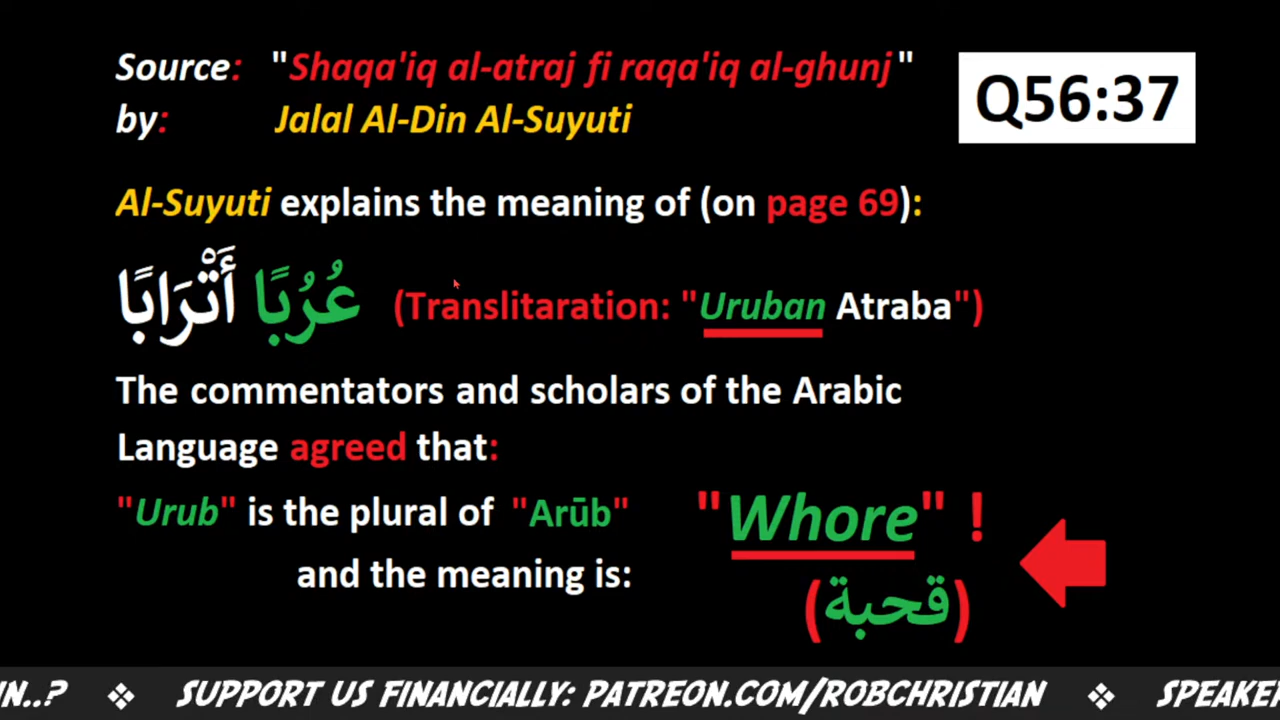 Source: "Shaqa'iq al-atraj fi raqa'iq al-ghunj"
by: Jalal Al-Din Al-Suyuti
Q56:37
Al-Suyuti explains the meaning of (on page 69):
عُرُبًا أَتْرَابًا (Translitaration: "Uruban Atraba")
The commentators and scholars of the Arabic
Language agreed that:
"Urub" is the plural of "Arūb" "Whore" !
and the meaning is: (قحبة)
IN..? ❖ SUPPORT US FINANCIALLY: PATREON.COM/ROBCHRISTIAN ❖ SPEAKER